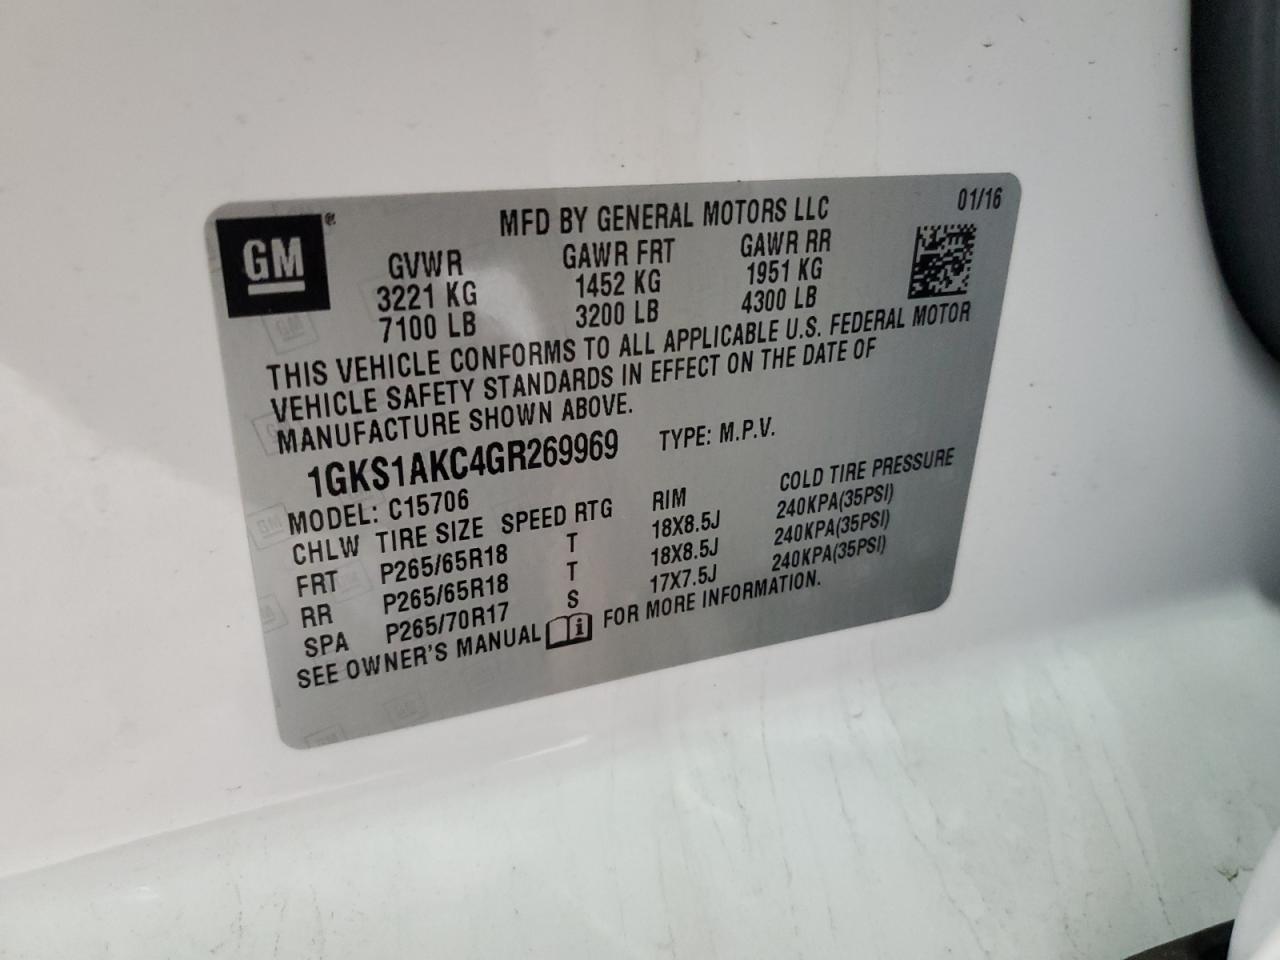 GM ®
MFD BY GENERAL MOTORS LLC 01/16
GVWR GAWR FRT GAWR RR
3221 KG 1452 KG 1951 KG
7100 LB 3200 LB 4300 LB
THIS VEHICLE CONFORMS TO ALL APPLICABLE U.S. FEDERAL MOTOR
VEHICLE SAFETY STANDARDS IN EFFECT ON THE DATE OF
MANUFACTURE SHOWN ABOVE.
1GKS1AKC4GR269969 TYPE: M.P.V.
MODEL: C15706
CHLW TIRE SIZE SPEED RTG RIM COLD TIRE PRESSURE
FRT P265/65R18 T 18X8.5J 240KPA(35PSI)
RR P265/65R18 T 18X8.5J 240KPA(35PSI)
SPA P265/70R17 S 17X7.5J 240KPA(35PSI)
SEE OWNER'S MANUAL i FOR MORE INFORMATION.